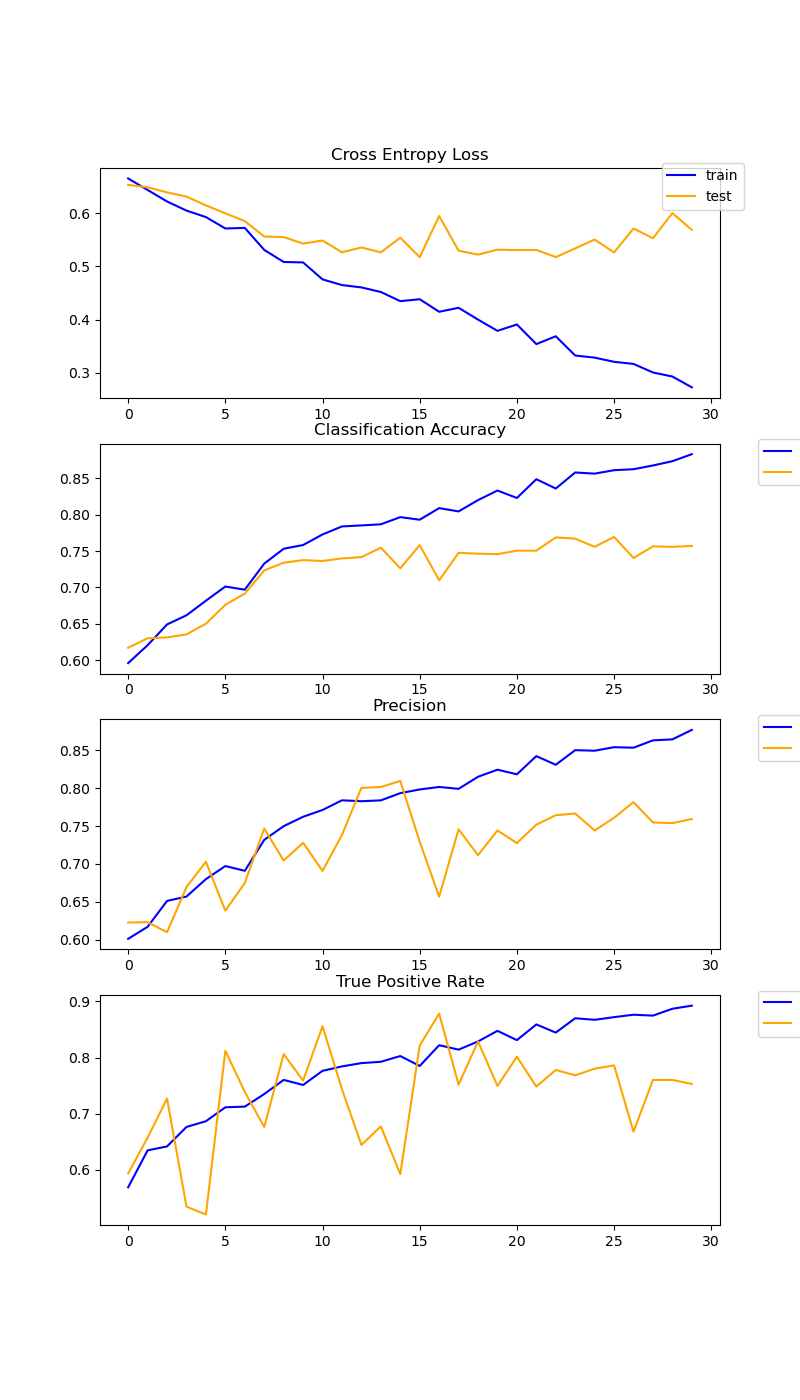 Cross Entropy Loss
train
test
0.6
0.5
0.4
0.3
0 5 10 15 20 25 30
Classification Accuracy
0.85
0.80
0.75
0.70
0.65
0.60
0 5 10 15 20 25 30
Precision
0.85
0.80
0.75
0.70
0.65
0.60
0 5 10 15 20 25 30
True Positive Rate
0.9
0.8
0.7
0.6
0 5 10 15 20 25 30